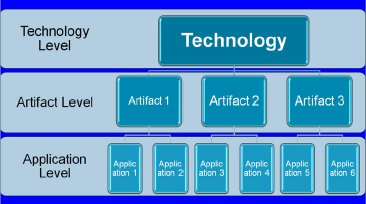 Technology
Level
Technology
Artifact Level
Artifact 1
Artifact 2
Artifact 3
Application
Level
Applic
ation 1
Applic
ation 2
Applic
ation 3
Applic
ation 4
Applic
ation 5
Applic
ation 6